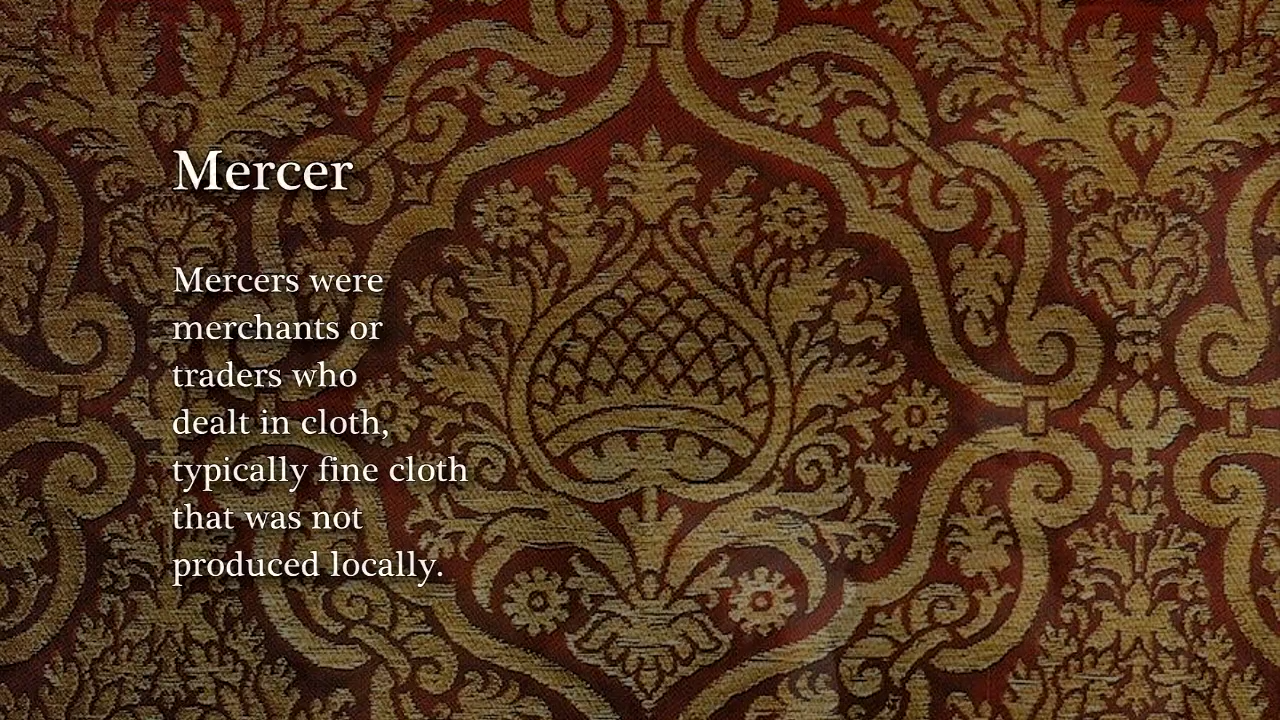 Mercer
Mercers were
merchants or
traders who
dealt in cloth,
typically fine cloth
that was not
produced locally.